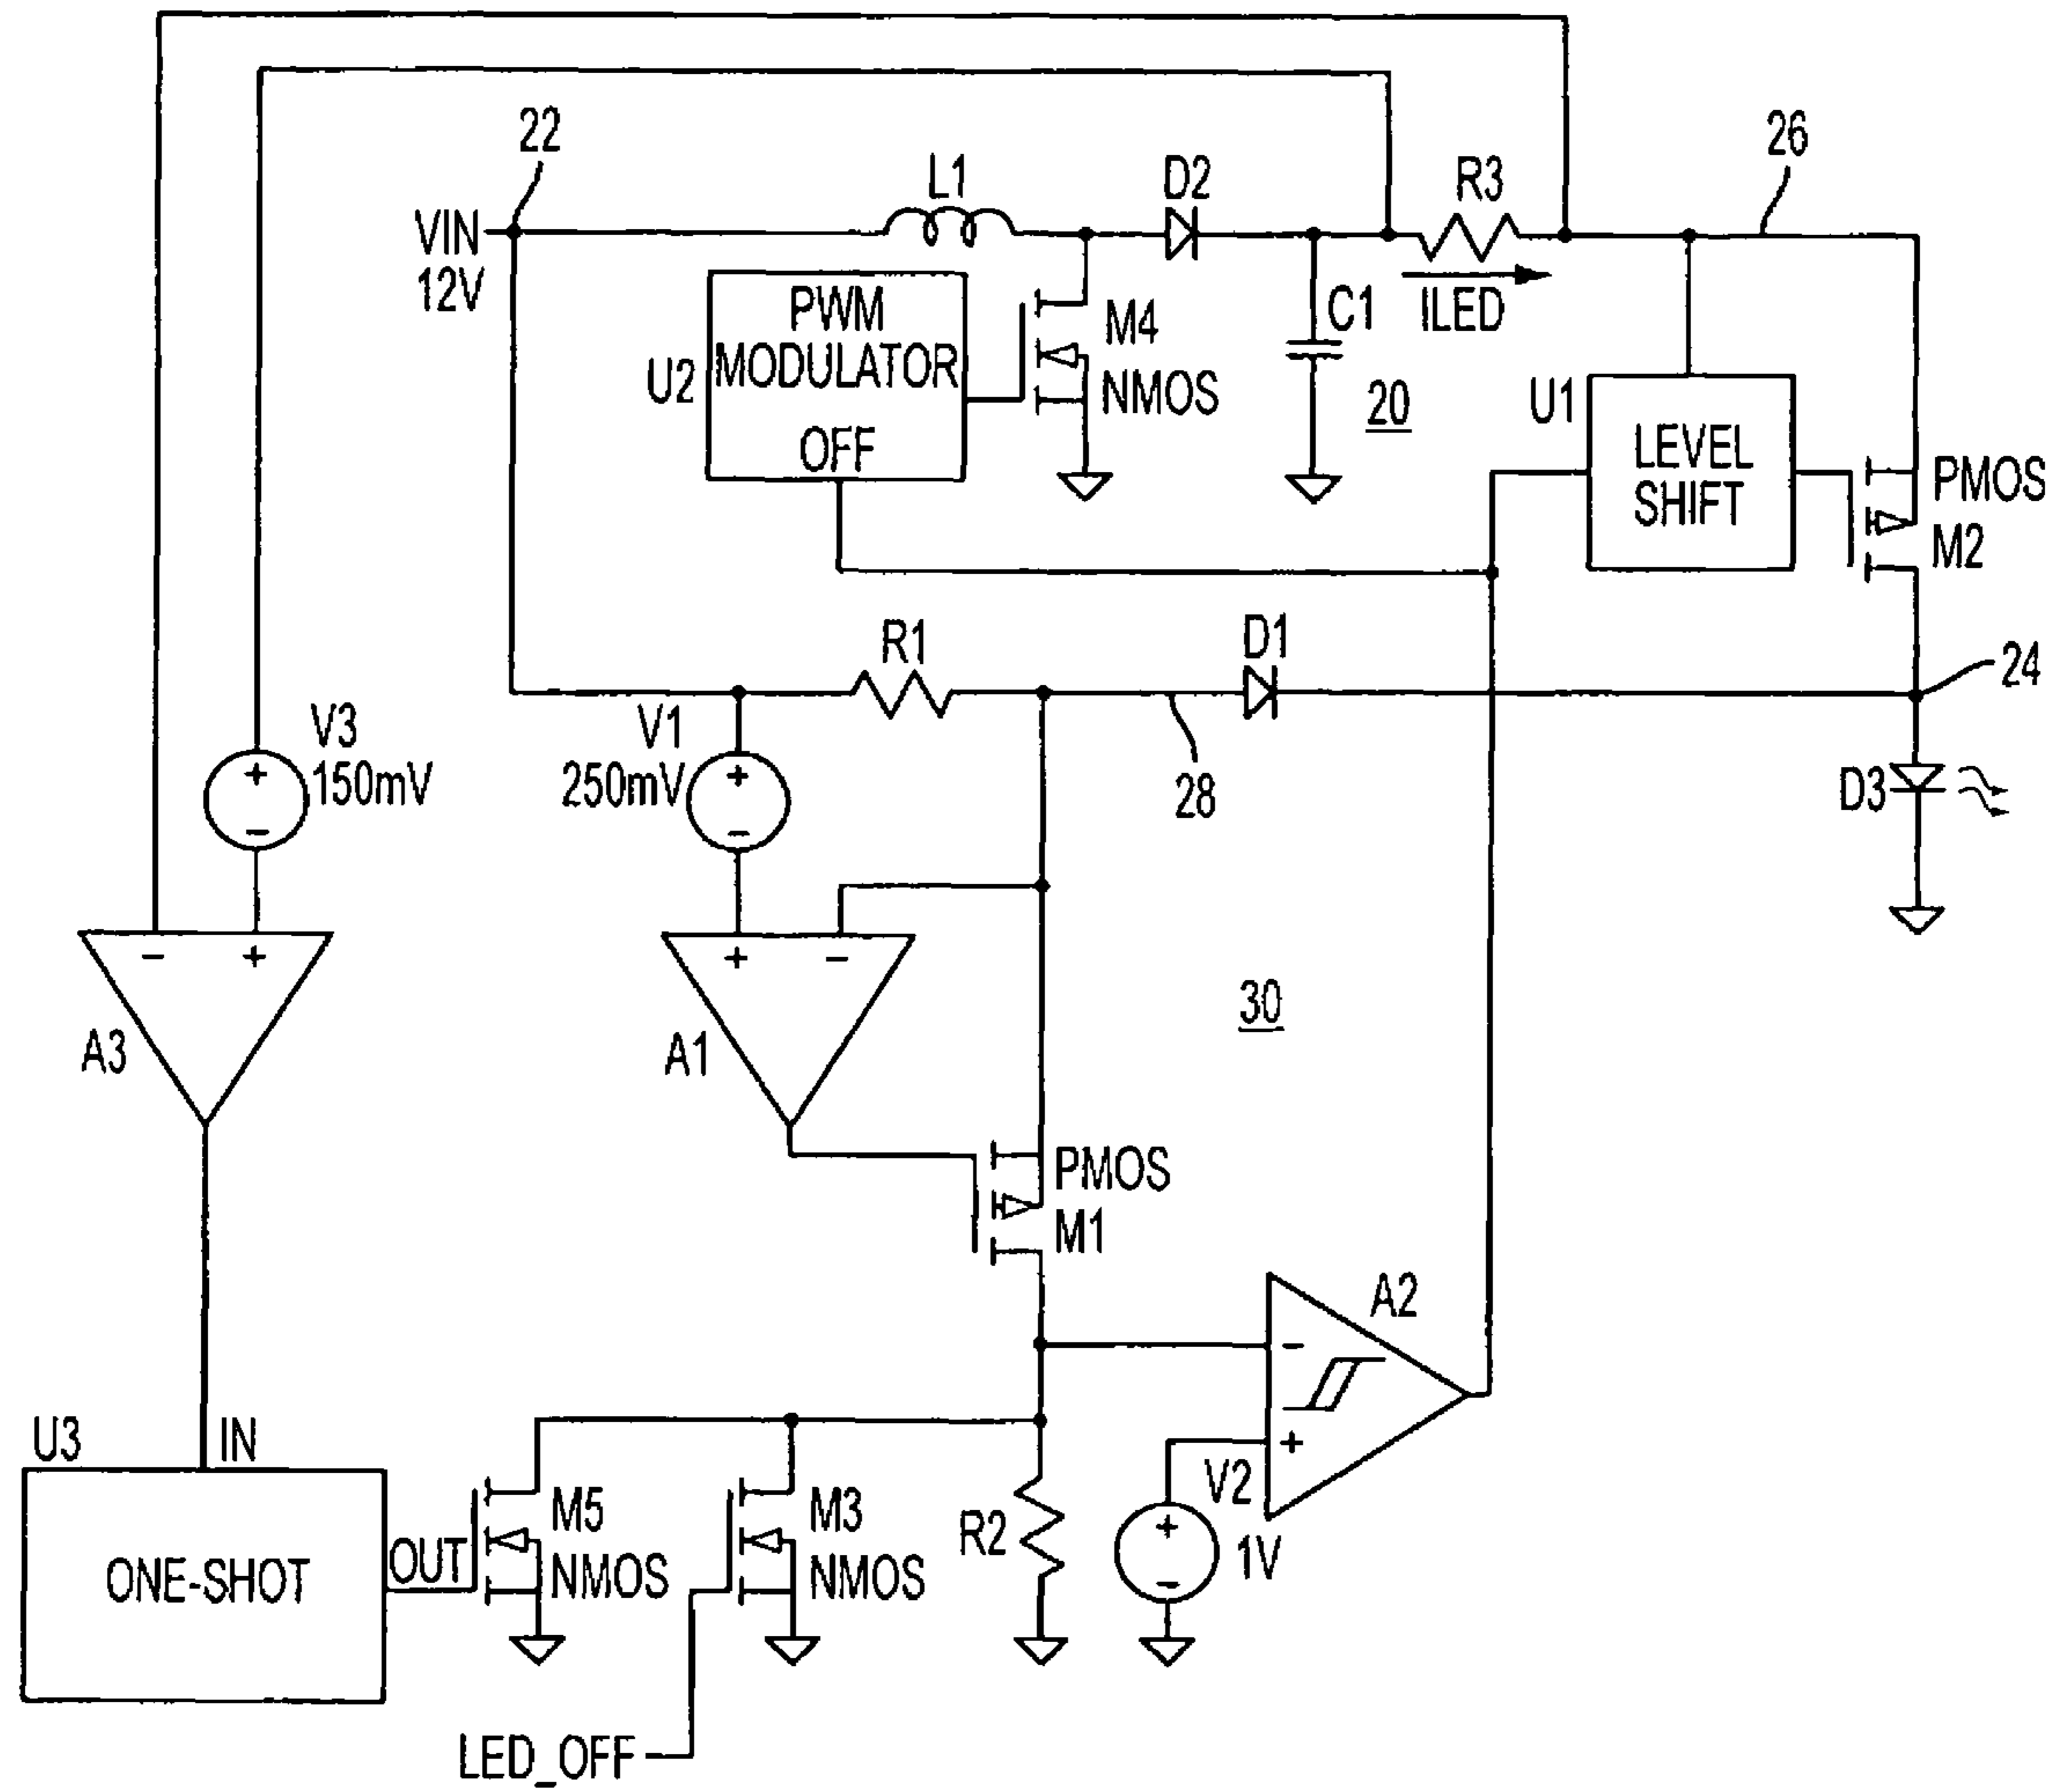 22
26
L1
D2
R3
VIN
12V
PWM
MODULATOR
OFF
U2
M4
NMOS
C1
ILED
20
U1
LEVEL
SHIFT
PMOS
M2
R1
D1
24
28
V3
150mV
+
−
V1
250mV
+
−
D3
−
+
A3
+
−
A1
30
PMOS
M1
A2
−
+
U3
IN
ONE-SHOT
OUT
M5
NMOS
M3
NMOS
R2
V2
1V
+
−
LED_OFF